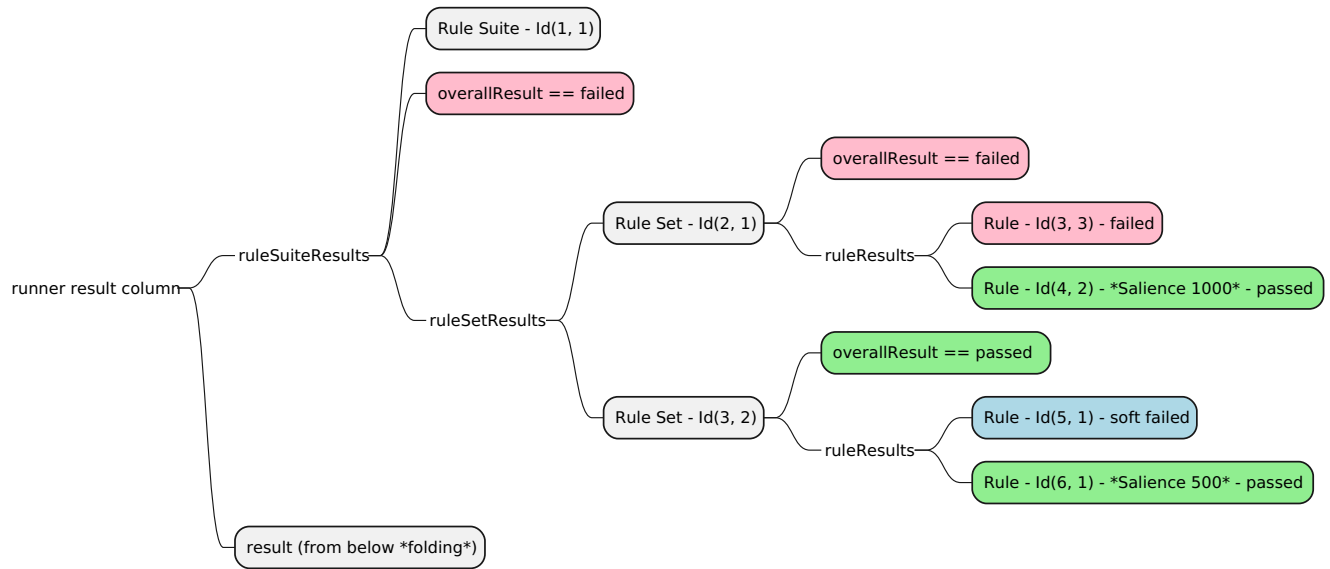 Rule Suite - Id(1, 1)
overallResult == failed
overallResult == failed
Rule Set - Id(2, 1)
Rule - Id(3, 3) - failed
ruleSuiteResults
ruleResults
runner result column
Rule - Id(4, 2) - *Salience 1000* - passed
ruleSetResults
overallResult == passed
Rule Set - Id(3, 2)
Rule - Id(5, 1) - soft failed
ruleResults
Rule - Id(6, 1) - *Salience 500* - passed
result (from below *folding*)